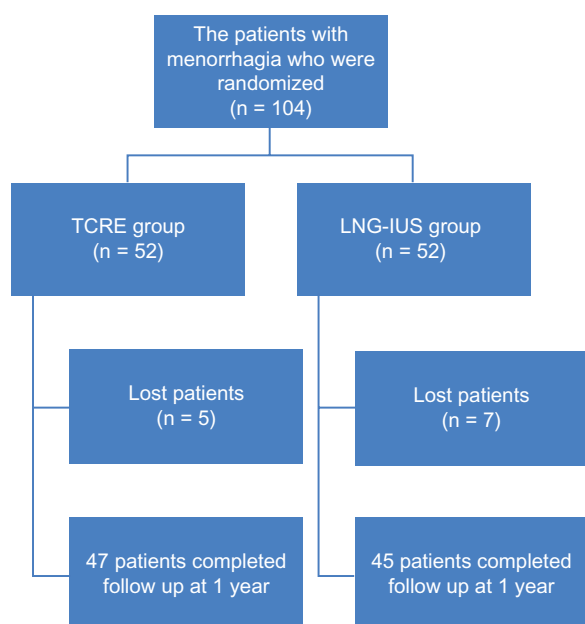 The patients with
menorrhagia who were
randomized
(n = 104)
TCRE group
(n = 52)
LNG-IUS group
(n = 52)
Lost patients
(n = 5)
Lost patients
(n = 7)
47 patients completed
follow up at 1 year
45 patients completed
follow up at 1 year